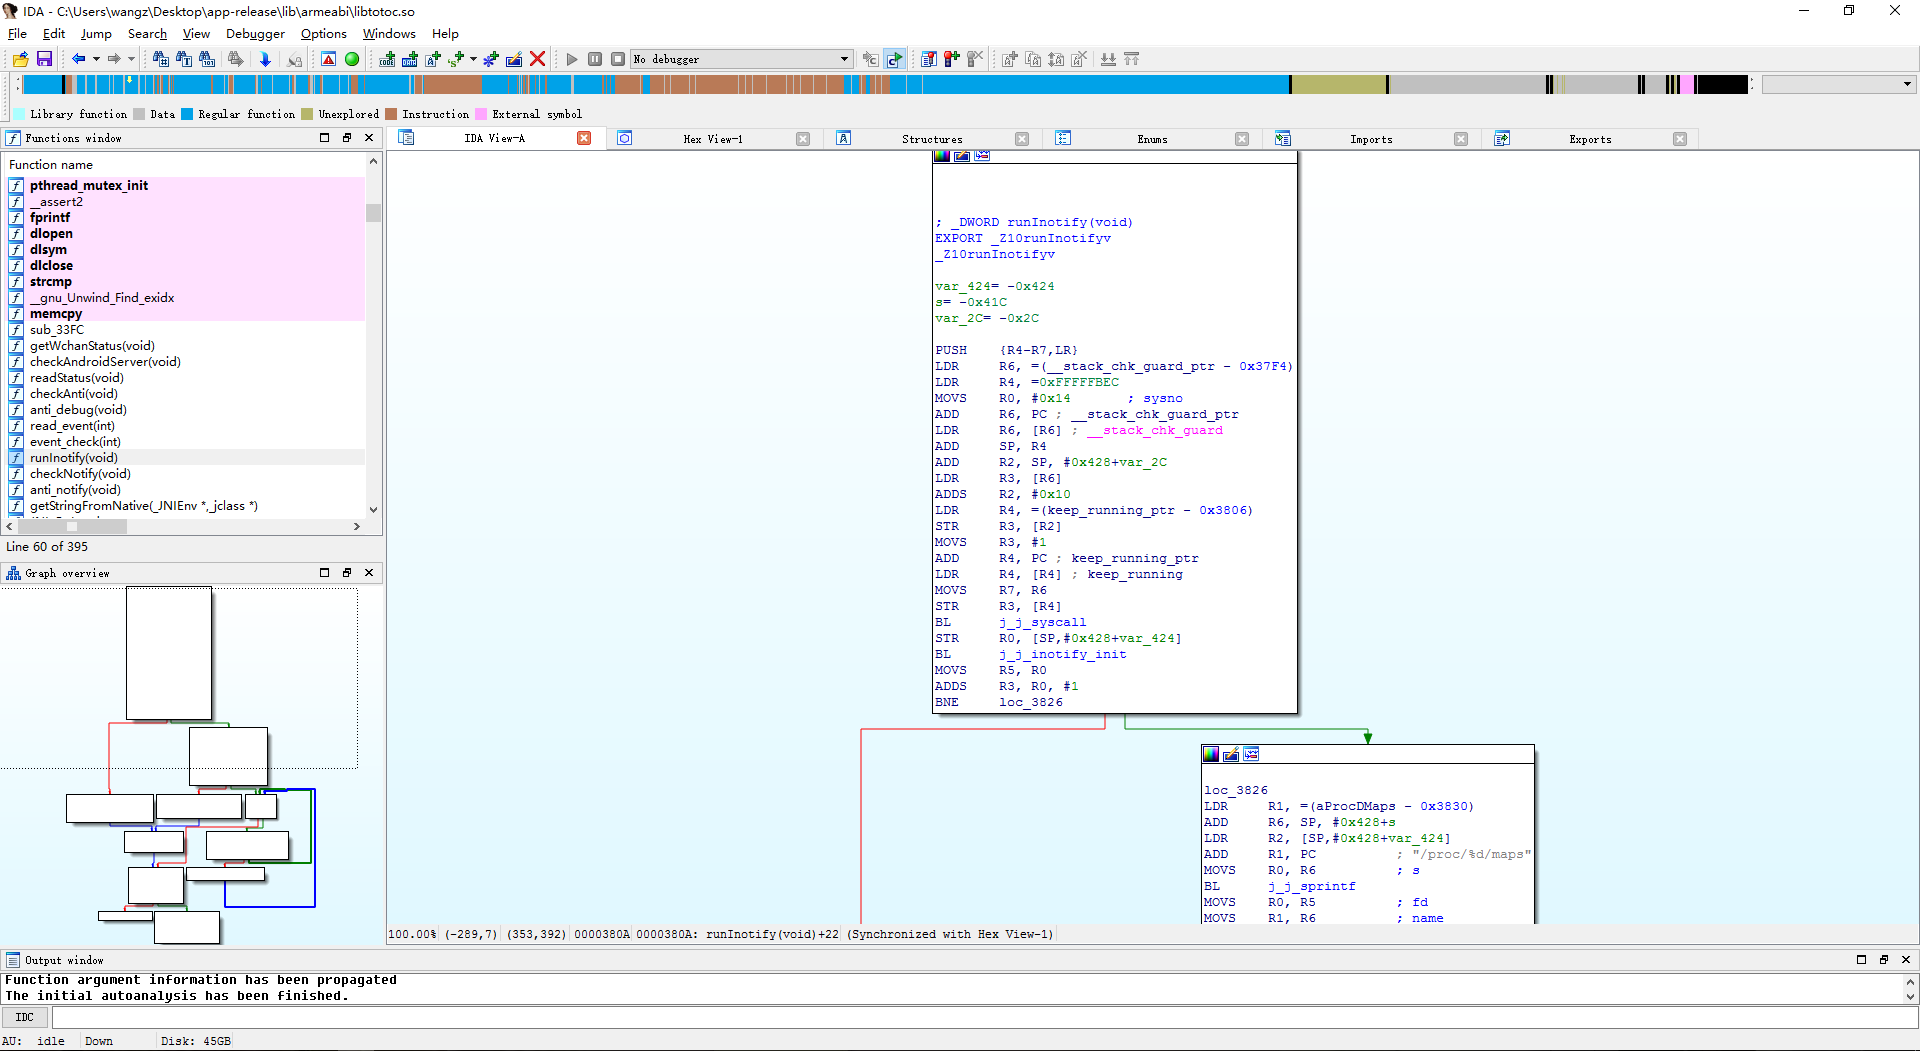 IDA - C:\Users\wangz\Desktop\app-release\lib\armeabi\libtotoc.so
File Edit Jump Search View Debugger Options Windows Help
No debugger
Library function Data Regular function Unexplored Instruction External symbol
Functions window
IDA View-A Hex View-1 Structures Enums Imports Exports
Function name
pthread_mutex_init
__assert2
fprintf
dlopen
dlsym
dlclose
strcmp
__gnu_Unwind_Find_exidx
memcpy
sub_33FC
getWchanStatus(void)
checkAndroidServer(void)
readStatus(void)
checkAnti(void)
anti_debug(void)
read_event(int)
event_check(int)
runInotify(void)
checkNotify(void)
anti_notify(void)
getStringFromNative(_JNIEnv *,_jclass *)
Line 60 of 395
Graph overview
; _DWORD runInotify(void)
EXPORT _Z10runInotifyv
_Z10runInotifyv
var_424= -0x424
s= -0x41C
var_2C= -0x2C
PUSH {R4-R7,LR}
LDR R6, =(__stack_chk_guard_ptr - 0x37F4)
LDR R4, =0xFFFFFBEC
MOVS R0, #0x14 ; sysno
ADD R6, PC ; __stack_chk_guard_ptr
LDR R6, [R6] ; __stack_chk_guard
ADD SP, R4
ADD R2, SP, #0x428+var_2C
LDR R3, [R6]
ADDS R2, #0x10
LDR R4, =(keep_running_ptr - 0x3806)
STR R3, [R2]
MOVS R3, #1
ADD R4, PC ; keep_running_ptr
LDR R4, [R4] ; keep_running
MOVS R7, R6
STR R3, [R4]
BL j_j_syscall
STR R0, [SP,#0x428+var_424]
BL j_j_inotify_init
MOVS R5, R0
ADDS R3, R0, #1
BNE loc_3826
loc_3826
LDR R1, =(aProcDMaps - 0x3830)
ADD R6, SP, #0x428+s
LDR R2, [SP,#0x428+var_424]
ADD R1, PC ; "/proc/%d/maps"
MOVS R0, R6 ; s
BL j_j_sprintf
MOVS R0, R5 ; fd
MOVS R1, R6 ; name
100.00% (-289,7) (353,392) 0000380A 0000380A: runInotify(void)+22 (Synchronized with Hex View-1)
Output window
Function argument information has been propagated
The initial autoanalysis has been finished.
IDC
AU: idle Down Disk: 45GB